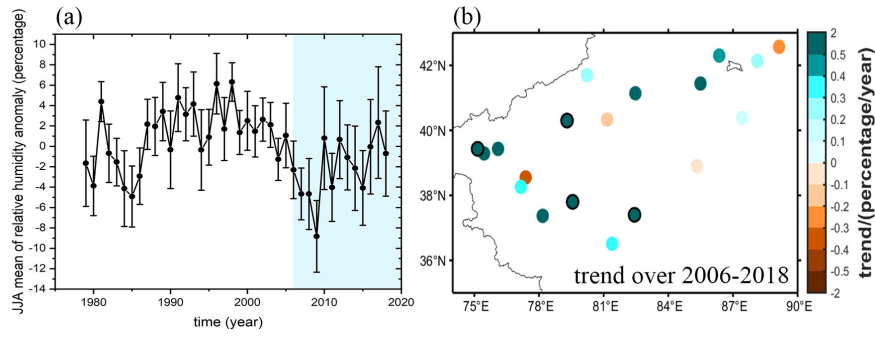 (a)
JJA mean of relative humidity anomaly (percentage)
10
8
6
4
2
0
-2
-4
-6
-8
-10
-12
-14
1980
1990
2000
2010
2020
time (year)
(b)
42°N
40°N
38°N
36°N
75°E
78°E
81°E
84°E
87°E
90°E
trend over 2006-2018
2
0.5
0.4
0.3
0.2
0.1
0
-0.1
-0.2
-0.3
-0.4
-0.5
-2
trend/(percentage/year)